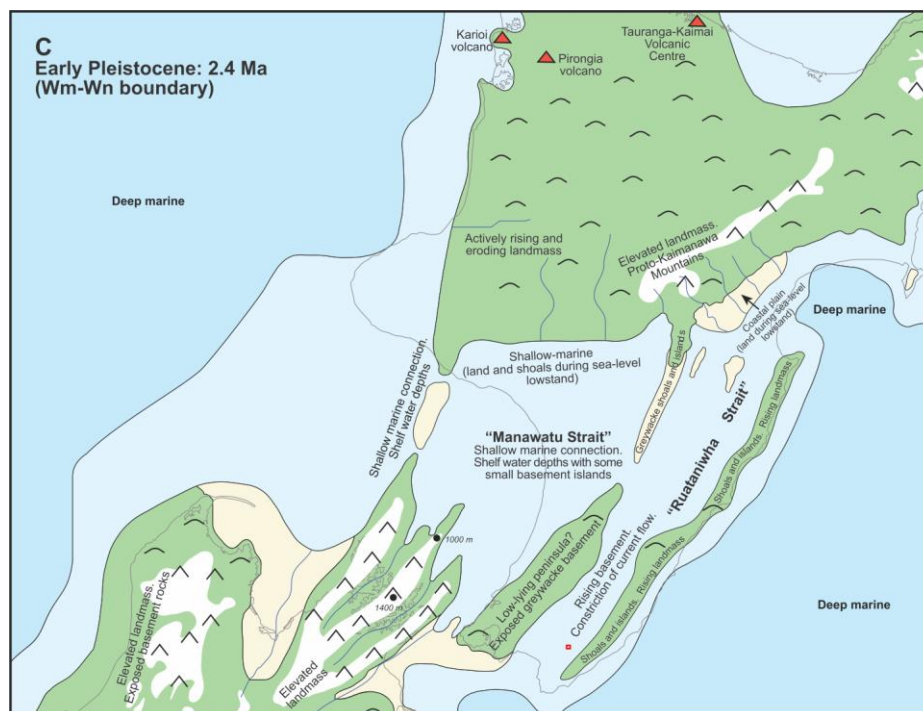 C
Early Pleistocene: 2.4 Ma
(Wm-Wn boundary)
Karioi
volcano
Pirongia
volcano
Tauranga-Kaimai
Volcanic
Centre
Deep marine
Actively rising and
eroding landmass
Elevated landmass.
Proto-Kaimanawa
Mountains
Coastal plain
(land during sea-level
lowstand)
Deep marine
Shallow-marine
(land and shoals during sea-level
lowstand)
Greywacke shoals and islands
Shallow marine connection.
Shelf water depths
"Manawatu Strait"
Shallow marine connection.
Shelf water depths with some
small basement islands
"Ruataniwha Strait"
Shoals and islands. Rising landmass
1000 m
1400 m
Low-lying peninsula?
Exposed greywacke basement
Rising basement.
Constriction of current flow.
Shoals and islands. Rising landmass
Deep marine
Elevated landmass.
Exposed basement rocks
Elevated
landmass